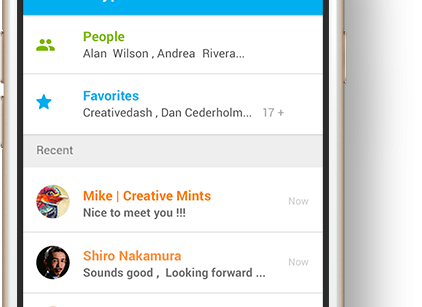 People
Alan Wilson , Andrea Rivera...
Favorites
Creativedash , Dan Cederholm... 17 +
Recent
Mike | Creative Mints
Now
Nice to meet you !!!
Shiro Nakamura
Now
Sounds good , Looking forward ...